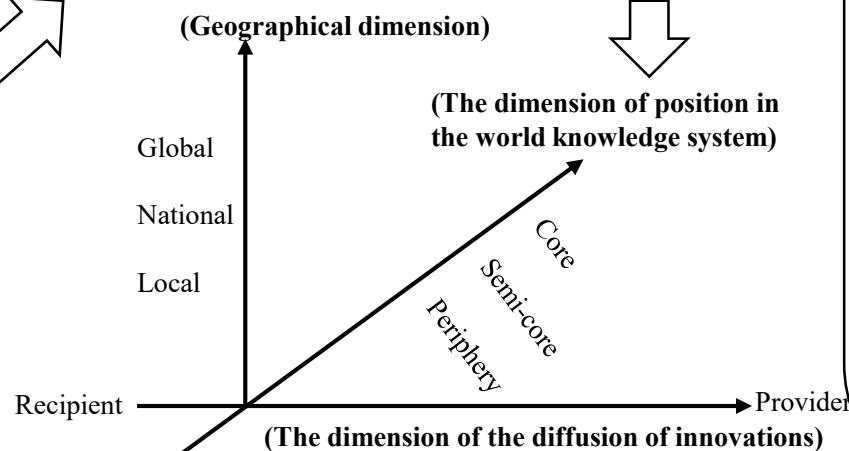 (Geographical dimension)
(The dimension of position in
the world knowledge system)
Global
National
Local
Core
Semi-core
Periphery
Recipient
Provider
(The dimension of the diffusion of innovations)